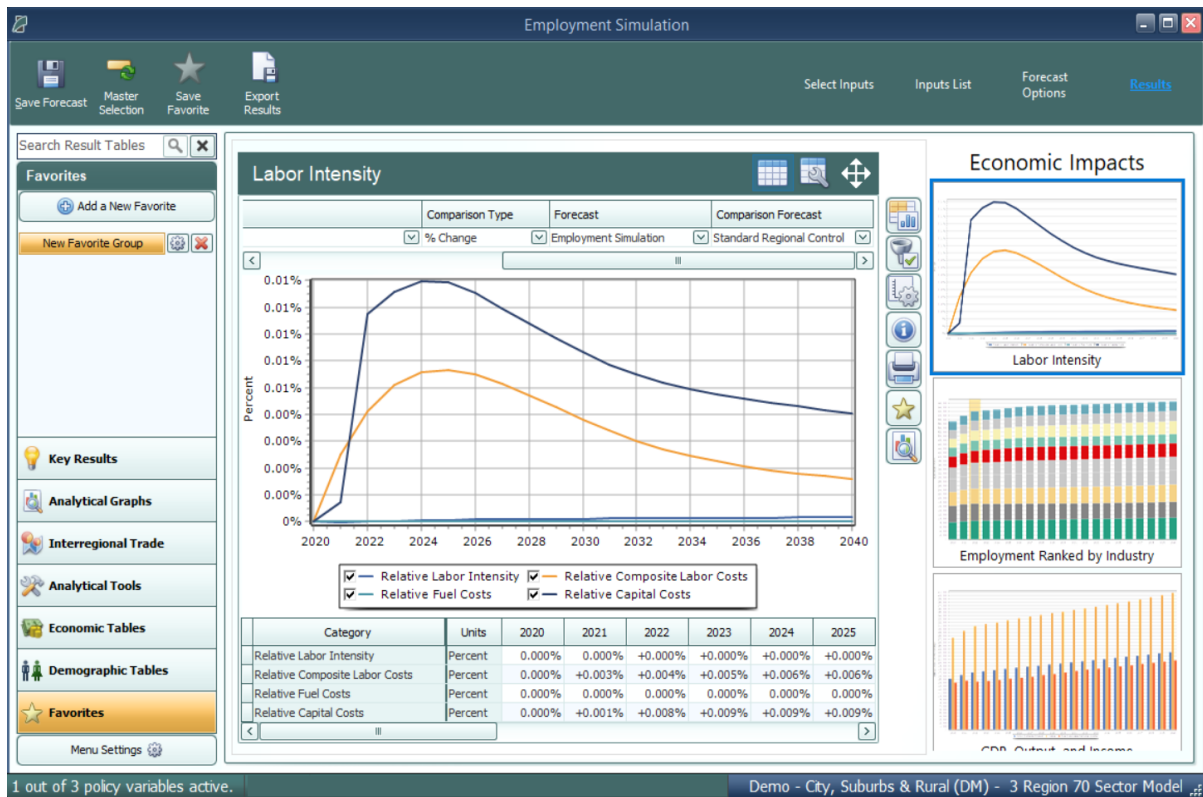 Employment Simulation
Save Forecast
Master Selection
Save Favorite
Export Results
Select Inputs
Inputs List
Forecast Options
Results
Search Result Tables
Favorites
Add a New Favorite
New Favorite Group
Key Results
Analytical Graphs
Interregional Trade
Analytical Tools
Economic Tables
Demographic Tables
Favorites
Menu Settings
Labor Intensity
Comparison Type Forecast Comparison Forecast
% Change Employment Simulation Standard Regional Control
Percent
0.01%
0.01%
0.01%
0.01%
0.01%
0.00%
0.00%
0.00%
0.00%
0%
2020 2022 2024 2026 2028 2030 2032 2034 2036 2038 2040
Relative Labor Intensity Relative Composite Labor Costs
Relative Fuel Costs Relative Capital Costs
Category Units 2020 2021 2022 2023 2024 2025
Relative Labor Intensity Percent 0.000% 0.000% +0.000% +0.000% +0.000% +0.000%
Relative Composite Labor Costs Percent 0.000% +0.003% +0.004% +0.005% +0.006% +0.006%
Relative Fuel Costs Percent 0.000% 0.000% 0.000% 0.000% 0.000% 0.000%
Relative Capital Costs Percent 0.000% +0.001% +0.008% +0.009% +0.009% +0.009%
Economic Impacts
Labor Intensity
Employment Ranked by Industry
GDP, Output, and Income
1 out of 3 policy variables active.
Demo - City, Suburbs & Rural (DM) - 3 Region 70 Sector Model